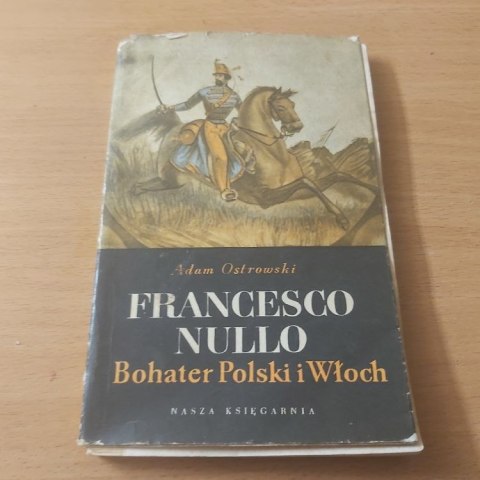 Adam Ostrowski
FRANCESCO
NULLO
Bohater Polski i Włoch
NASZA KSIĘGARNIA